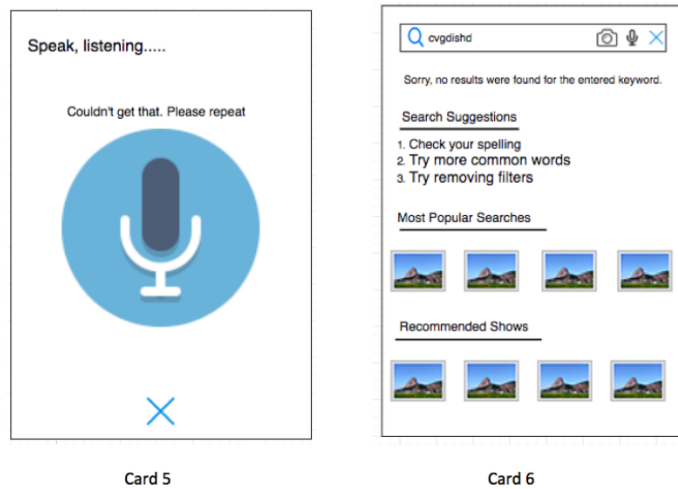 Speak, listening.....
Couldn't get that. Please repeat
Card 5
cvgdishd
Sorry, no results were found for the entered keyword.
Search Suggestions
1. Check your spelling
2. Try more common words
3. Try removing filters
Most Popular Searches
Recommended Shows
Card 6